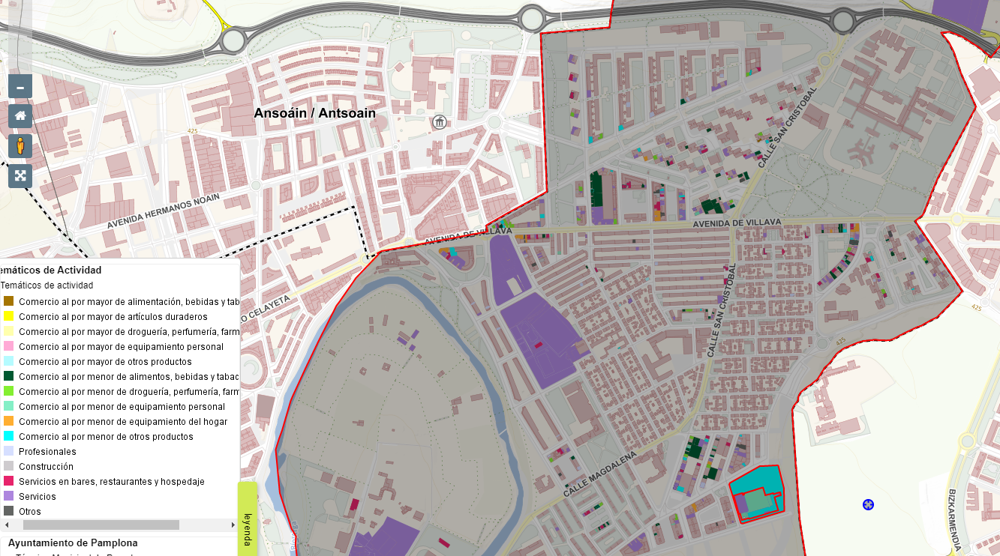 Ansoáin / Antsoain
425
CALLE SAN CRISTOBAL
AVENIDA HERMANOS NOAIN
AVENIDA DE VILLAVA
AVENIDA DE VILLAVA
CALLE SAN CRISTOBAL
O CELAYETA
425
425
CALLE MAGDALENA
BIZKARMENDIA
emáticos de Actividad
Temáticos de actividad
Comercio al por mayor de alimentación, bebidas y tab
Comercio al por mayor de artículos duraderos
Comercio al por mayor de droguería, perfumería, farm
Comercio al por mayor de equipamiento personal
Comercio al por mayor de otros productos
Comercio al por menor de alimentos, bebidas y tabac
Comercio al por menor de droguería, perfumería, farm
Comercio al por menor de equipamiento personal
Comercio al por menor de equipamiento del hogar
Comercio al por menor de otros productos
Profesionales
Construcción
Servicios en bares, restaurantes y hospedaje
Servicios
Otros
leyenda
Ayuntamiento de Pamplona